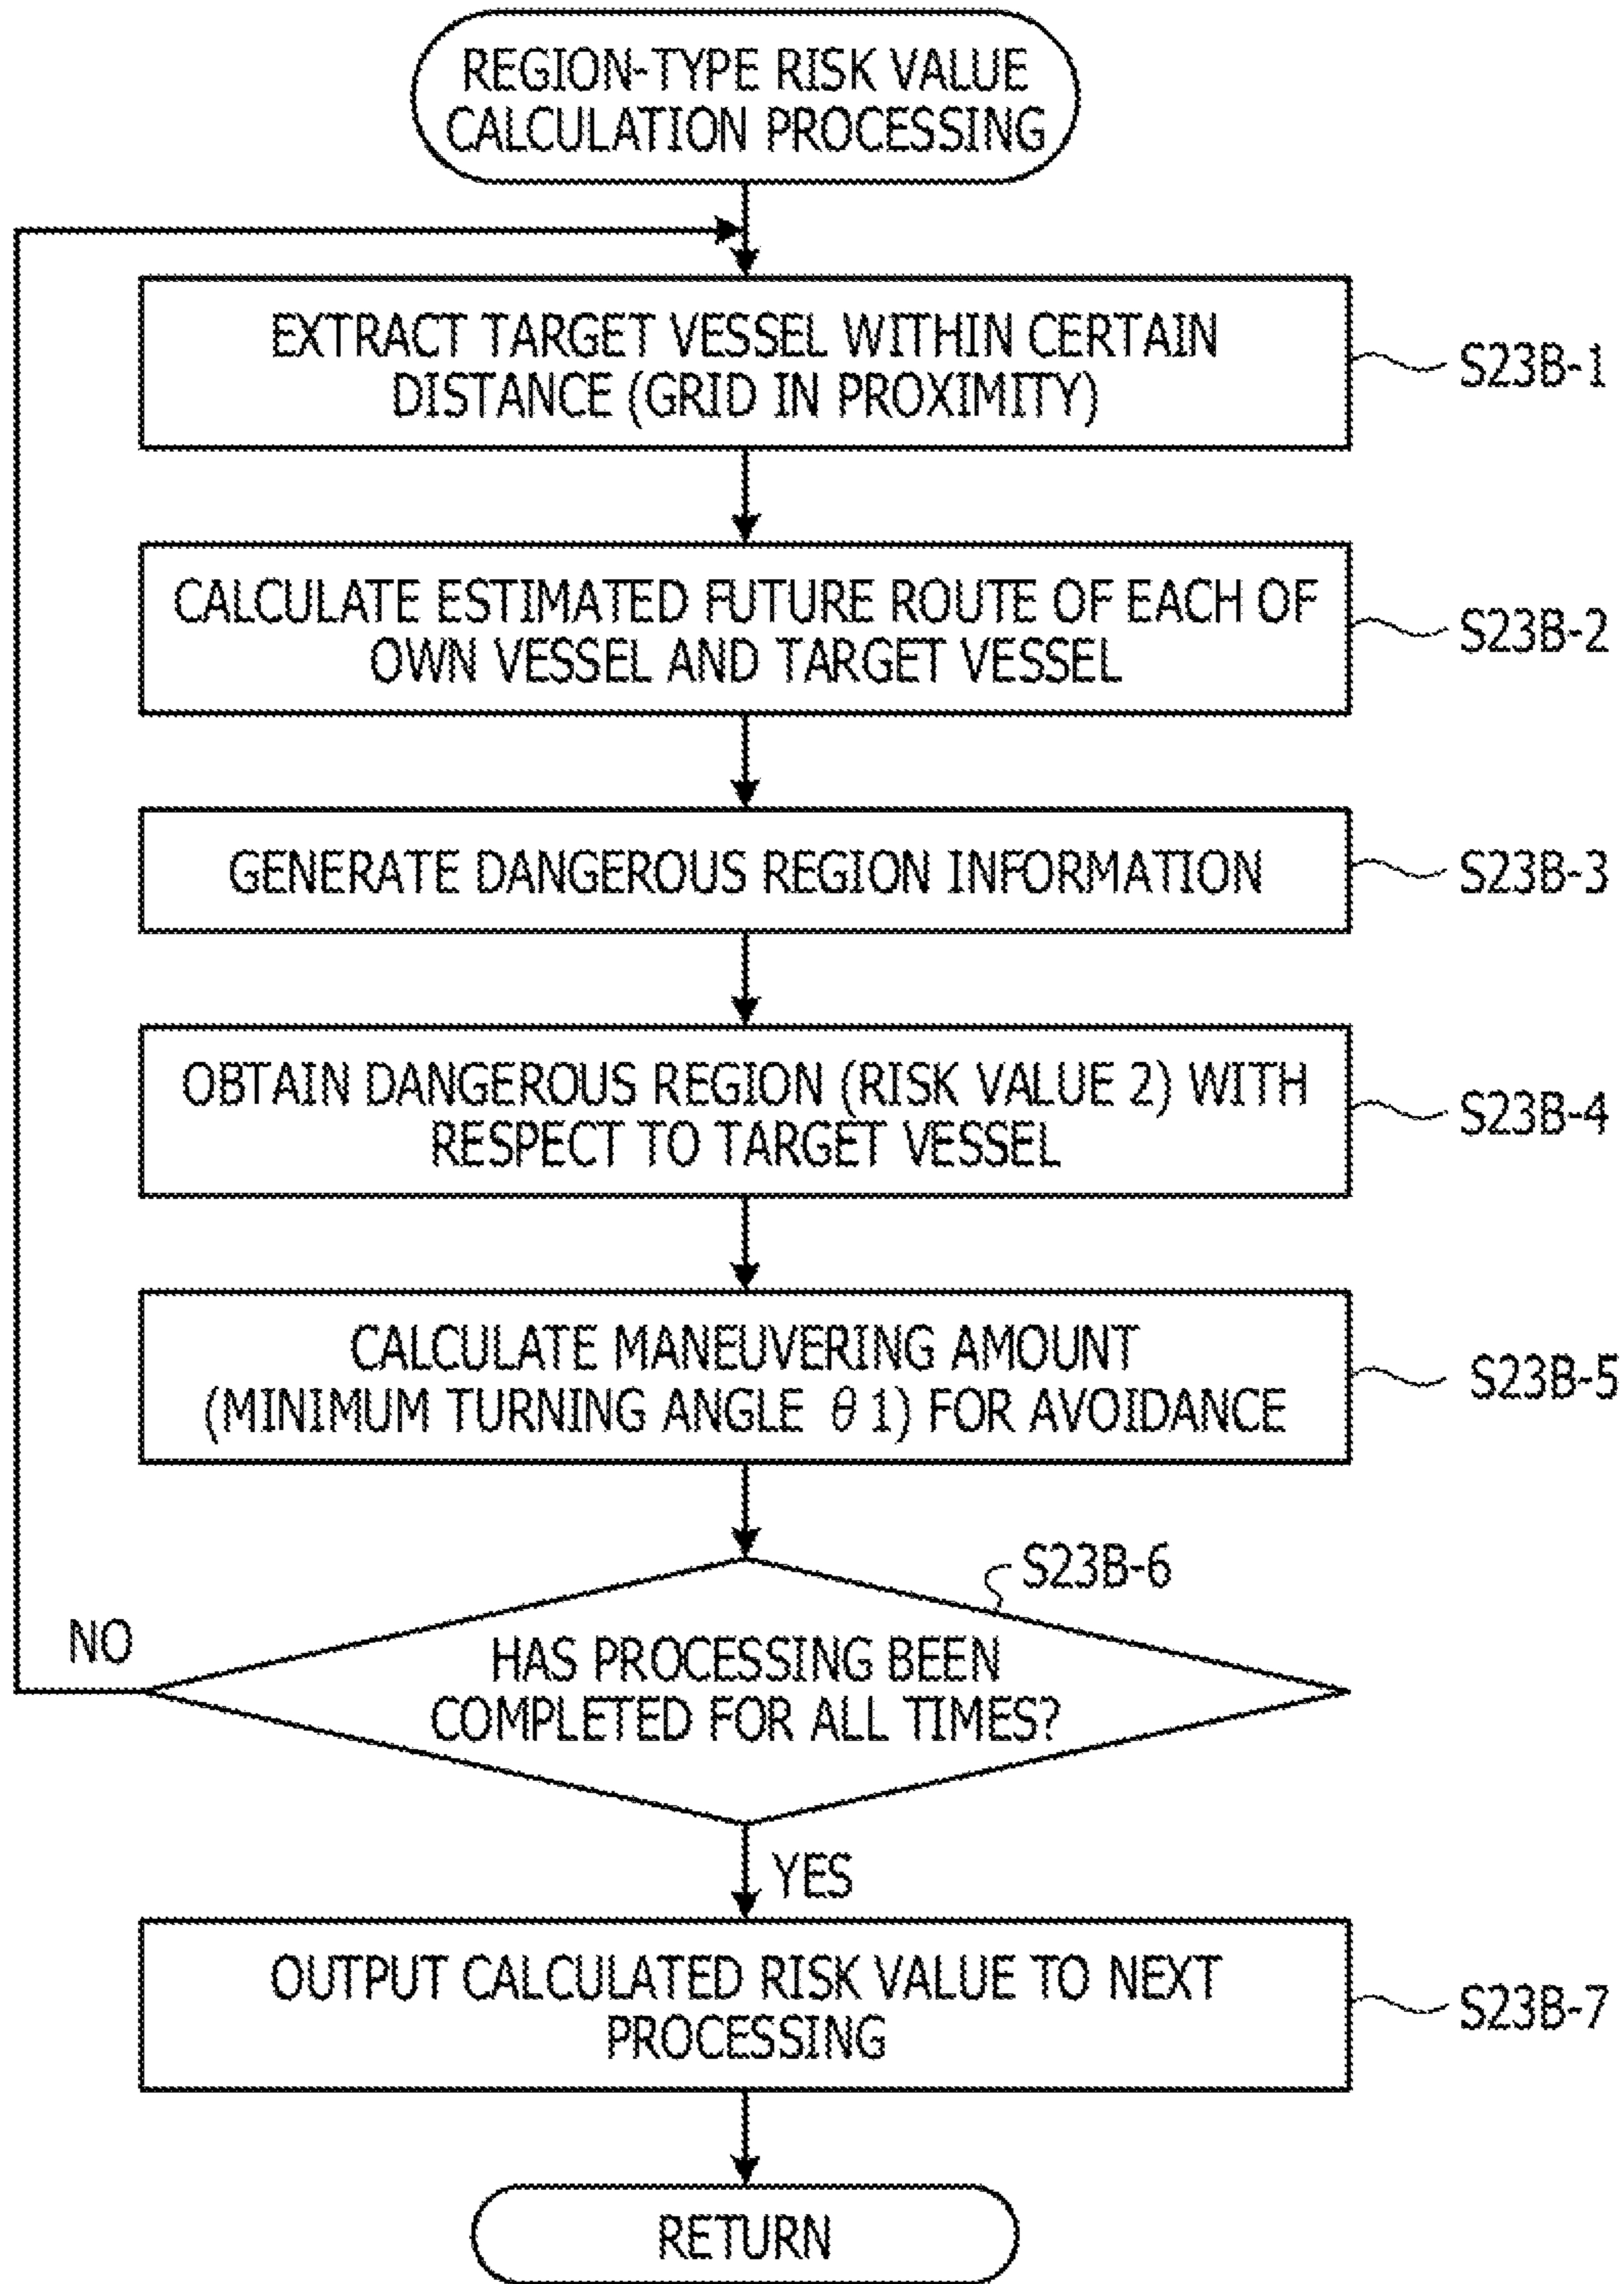 REGION-TYPE RISK VALUE
CALCULATION PROCESSING
EXTRACT TARGET VESSEL WITHIN CERTAIN
DISTANCE (GRID IN PROXIMITY)
S23B-1
CALCULATE ESTIMATED FUTURE ROUTE OF EACH OF
OWN VESSEL AND TARGET VESSEL
S23B-2
GENERATE DANGEROUS REGION INFORMATION
S23B-3
OBTAIN DANGEROUS REGION (RISK VALUE 2) WITH
RESPECT TO TARGET VESSEL
S23B-4
CALCULATE MANEUVERING AMOUNT
(MINIMUM TURNING ANGLE θ1) FOR AVOIDANCE
S23B-5
S23B-6
NO
HAS PROCESSING BEEN
COMPLETED FOR ALL TIMES?
YES
OUTPUT CALCULATED RISK VALUE TO NEXT
PROCESSING
S23B-7
RETURN